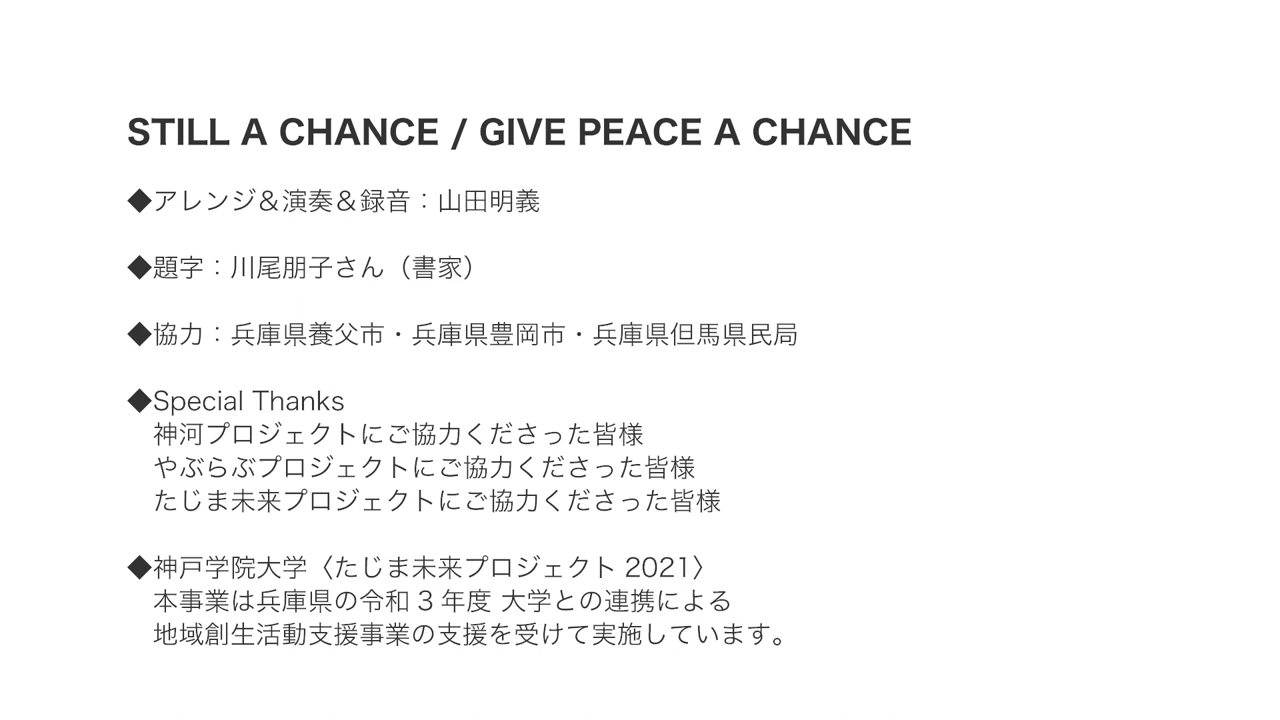 STILL A CHANCE / GIVE PEACE A CHANCE
◆アレンジ&演奏&録音：山田明義
◆題字：川尾朋子さん（書家）
◆協力：兵庫県養父市・兵庫県豊岡市・兵庫県但馬県民局
◆Special Thanks
神河プロジェクトにご協力くださった皆様
やぶらぶプロジェクトにご協力くださった皆様
たじま未来プロジェクトにご協力くださった皆様
◆神戸学院大学〈たじま未来プロジェクト 2021〉
本事業は兵庫県の令和 3 年度 大学との連携による
地域創生活動支援事業の支援を受けて実施しています。